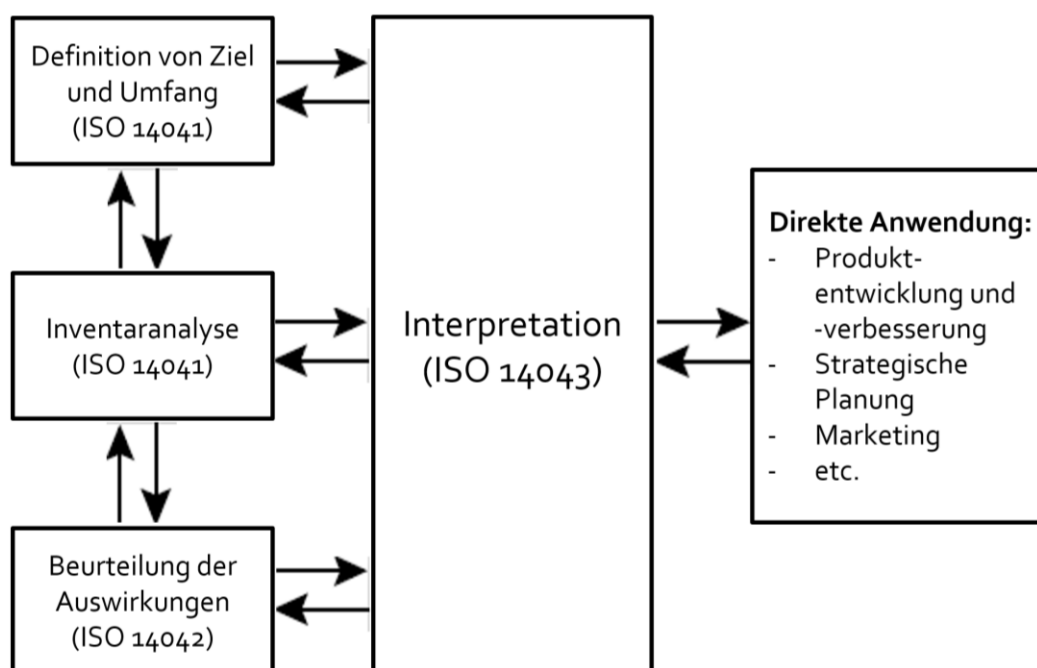 Definition von Ziel
und Umfang
(ISO 14041)
Inventaranalyse
(ISO 14041)
Beurteilung der
Auswirkungen
(ISO 14042)
Interpretation
(ISO 14043)
Direkte Anwendung:
- Produkt-
entwicklung und
-verbesserung
- Strategische
Planung
- Marketing
- etc.